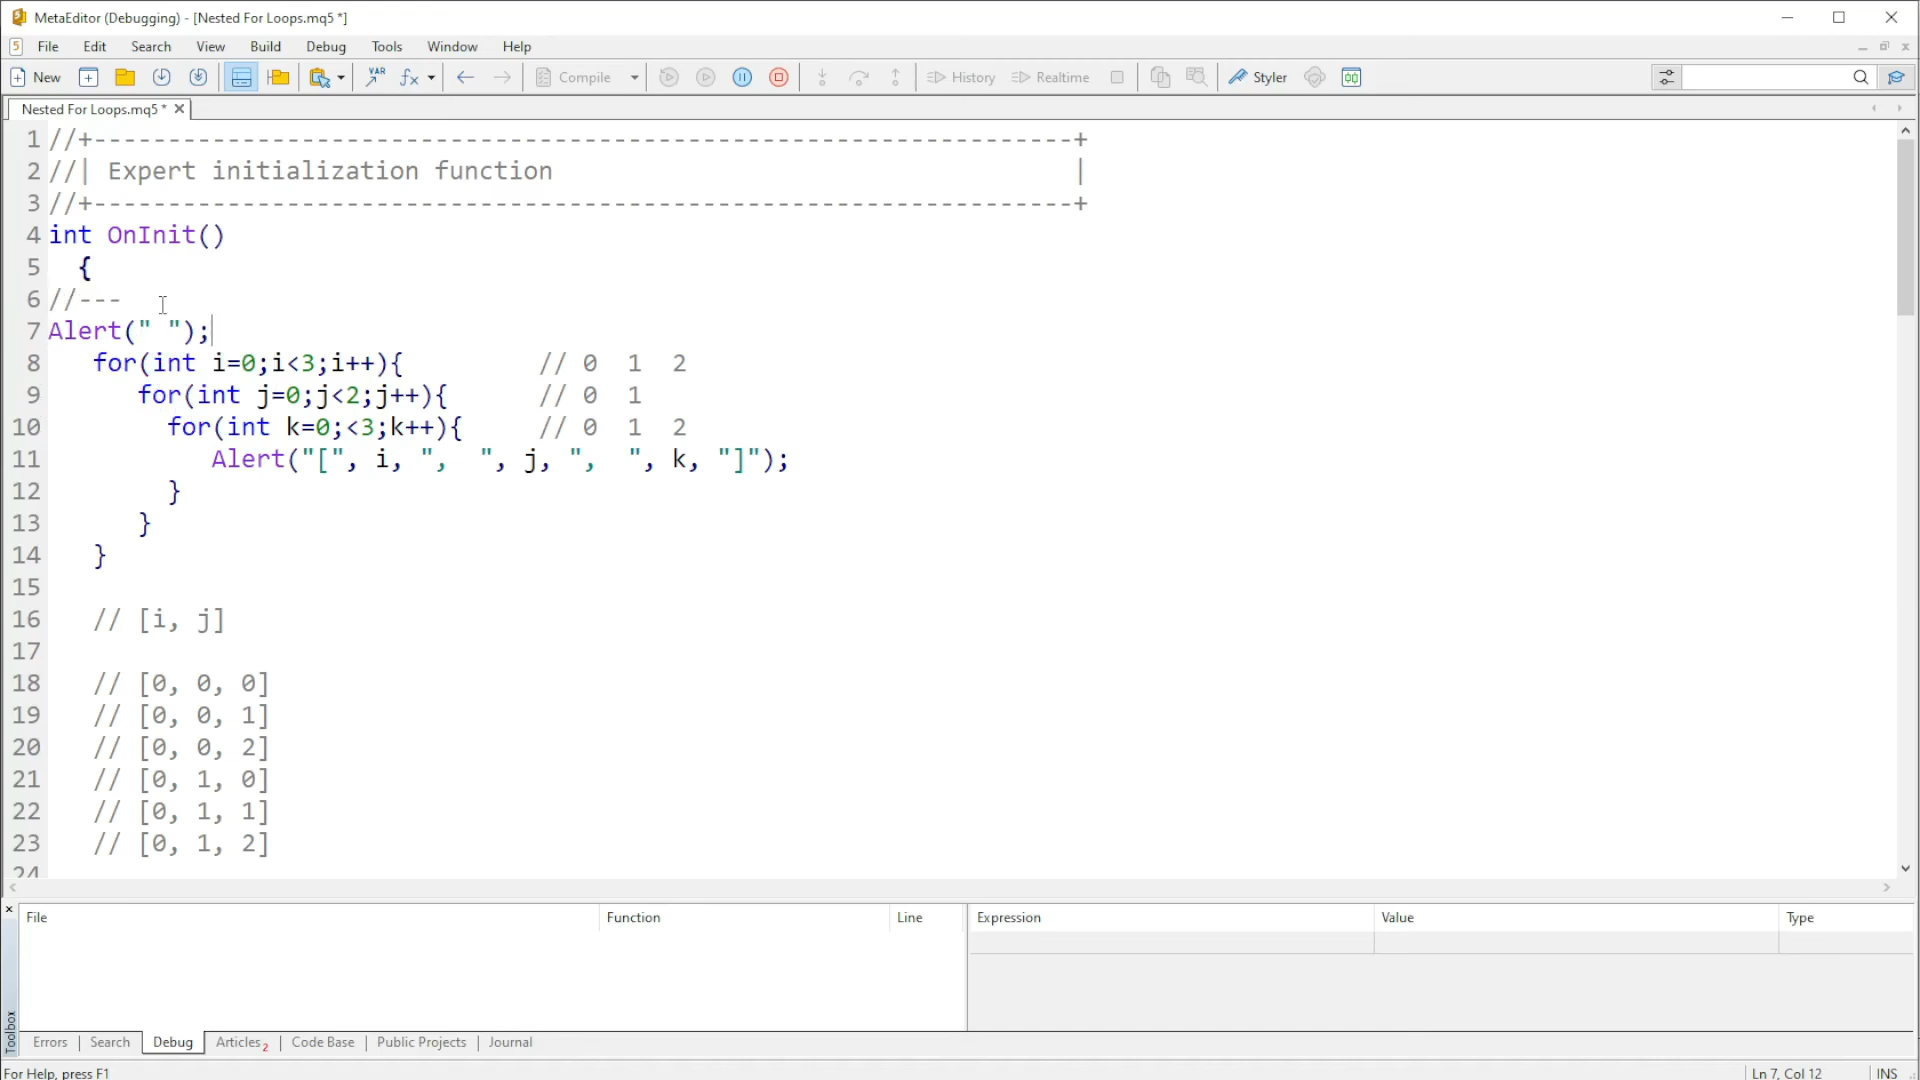 MetaEditor (Debugging) - [Nested For Loops.mq5 *]
5 File Edit Search View Build Debug Tools Window Help
New VAR fx Compile History Realtime Styler
Nested For Loops.mq5 *
1 //+-------------------------------------------------------------------+
2 //| Expert initialization function |
3 //+-------------------------------------------------------------------+
4 int OnInit()
5 {
6 //---
7 Alert(" ");
8 for(int i=0;i<3;i++){ // 0 1 2
9 for(int j=0;j<2;j++){ // 0 1
10 for(int k=0;<3;k++){ // 0 1 2
11 Alert("[", i, ", ", j, ", ", k, "]");
12 }
13 }
14 }
15
16 // [i, j]
17
18 // [0, 0, 0]
19 // [0, 0, 1]
20 // [0, 0, 2]
21 // [0, 1, 0]
22 // [0, 1, 1]
23 // [0, 1, 2]
24
File Function Line Expression Value Type
Toolbox
Errors Search Debug Articles 2 Code Base Public Projects Journal
For Help, press F1 Ln 7, Col 12 INS